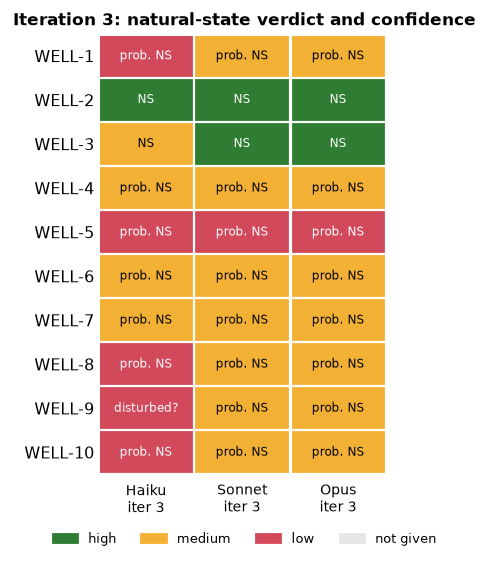 Iteration 3: natural-state verdict and confidence
WELL-1 prob. NS prob. NS prob. NS
WELL-2 NS NS NS
WELL-3 NS NS NS
WELL-4 prob. NS prob. NS prob. NS
WELL-5 prob. NS prob. NS prob. NS
WELL-6 prob. NS prob. NS prob. NS
WELL-7 prob. NS prob. NS prob. NS
WELL-8 prob. NS prob. NS prob. NS
WELL-9 disturbed? prob. NS prob. NS
WELL-10 prob. NS prob. NS prob. NS
Haiku Sonnet Opus
iter 3 iter 3 iter 3
high medium low not given